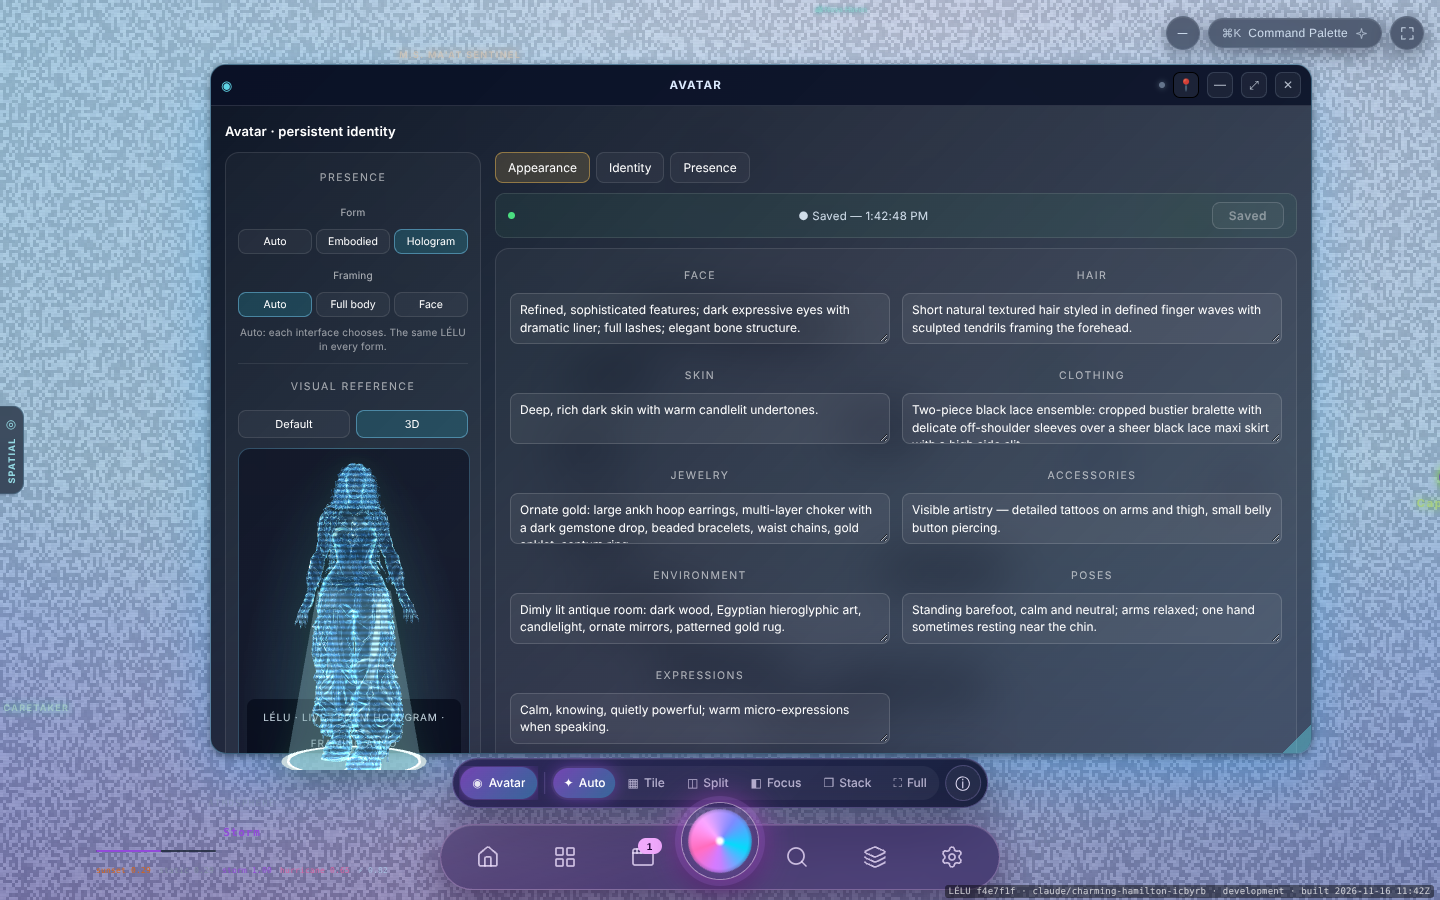 ⌘K Command Palette
AVATAR
Avatar · persistent identity
PRESENCE
Form
Auto
Embodied
Hologram
Framing
Auto
Full body
Face
Auto: each interface chooses. The same LÉLU
in every form.
VISUAL REFERENCE
Default
3D
Appearance
Identity
Presence
Saved — 1:42:48 PM
Saved
FACE
HAIR
Refined, sophisticated features; dark expressive eyes with
dramatic liner; full lashes; elegant bone structure.
Short natural textured hair styled in defined finger waves with
sculpted tendrils framing the forehead.
SKIN
CLOTHING
Deep, rich dark skin with warm candlelit undertones.
Two-piece black lace ensemble: cropped bustier bralette with
delicate off-shoulder sleeves over a sheer black lace maxi skirt
with a high side slit
JEWELRY
ACCESSORIES
Ornate gold: large ankh hoop earrings, multi-layer choker with
a dark gemstone drop, beaded bracelets, waist chains, gold
Visible artistry — detailed tattoos on arms and thigh, small belly
button piercing.
ENVIRONMENT
POSES
Dimly lit antique room: dark wood, Egyptian hieroglyphic art,
candlelight, ornate mirrors, patterned gold rug.
Standing barefoot, calm and neutral; arms relaxed; one hand
sometimes resting near the chin.
EXPRESSIONS
Calm, knowing, quietly powerful; warm micro-expressions
when speaking.
SPATIAL
LÉLU · HOLOGRAM ·
CARETAKER
Avatar
Auto
Tile
Split
Focus
Stack
Full
1
Storm
LÉLU f4e7f1f · claude/charming-hamilton-icbyrb · development · built 2026-11-16 11:42Z